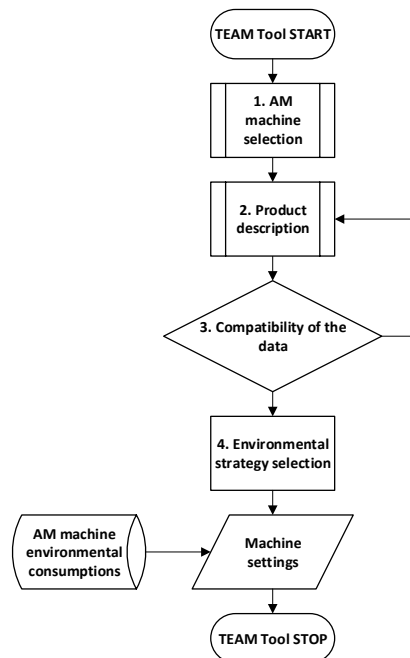 TEAM Tool START
1. AM
machine
selection
2. Product
description
3. Compatibility of the
data
4. Environmental
strategy selection
AM machine
environmental
consumptions
Machine
settings
TEAM Tool STOP